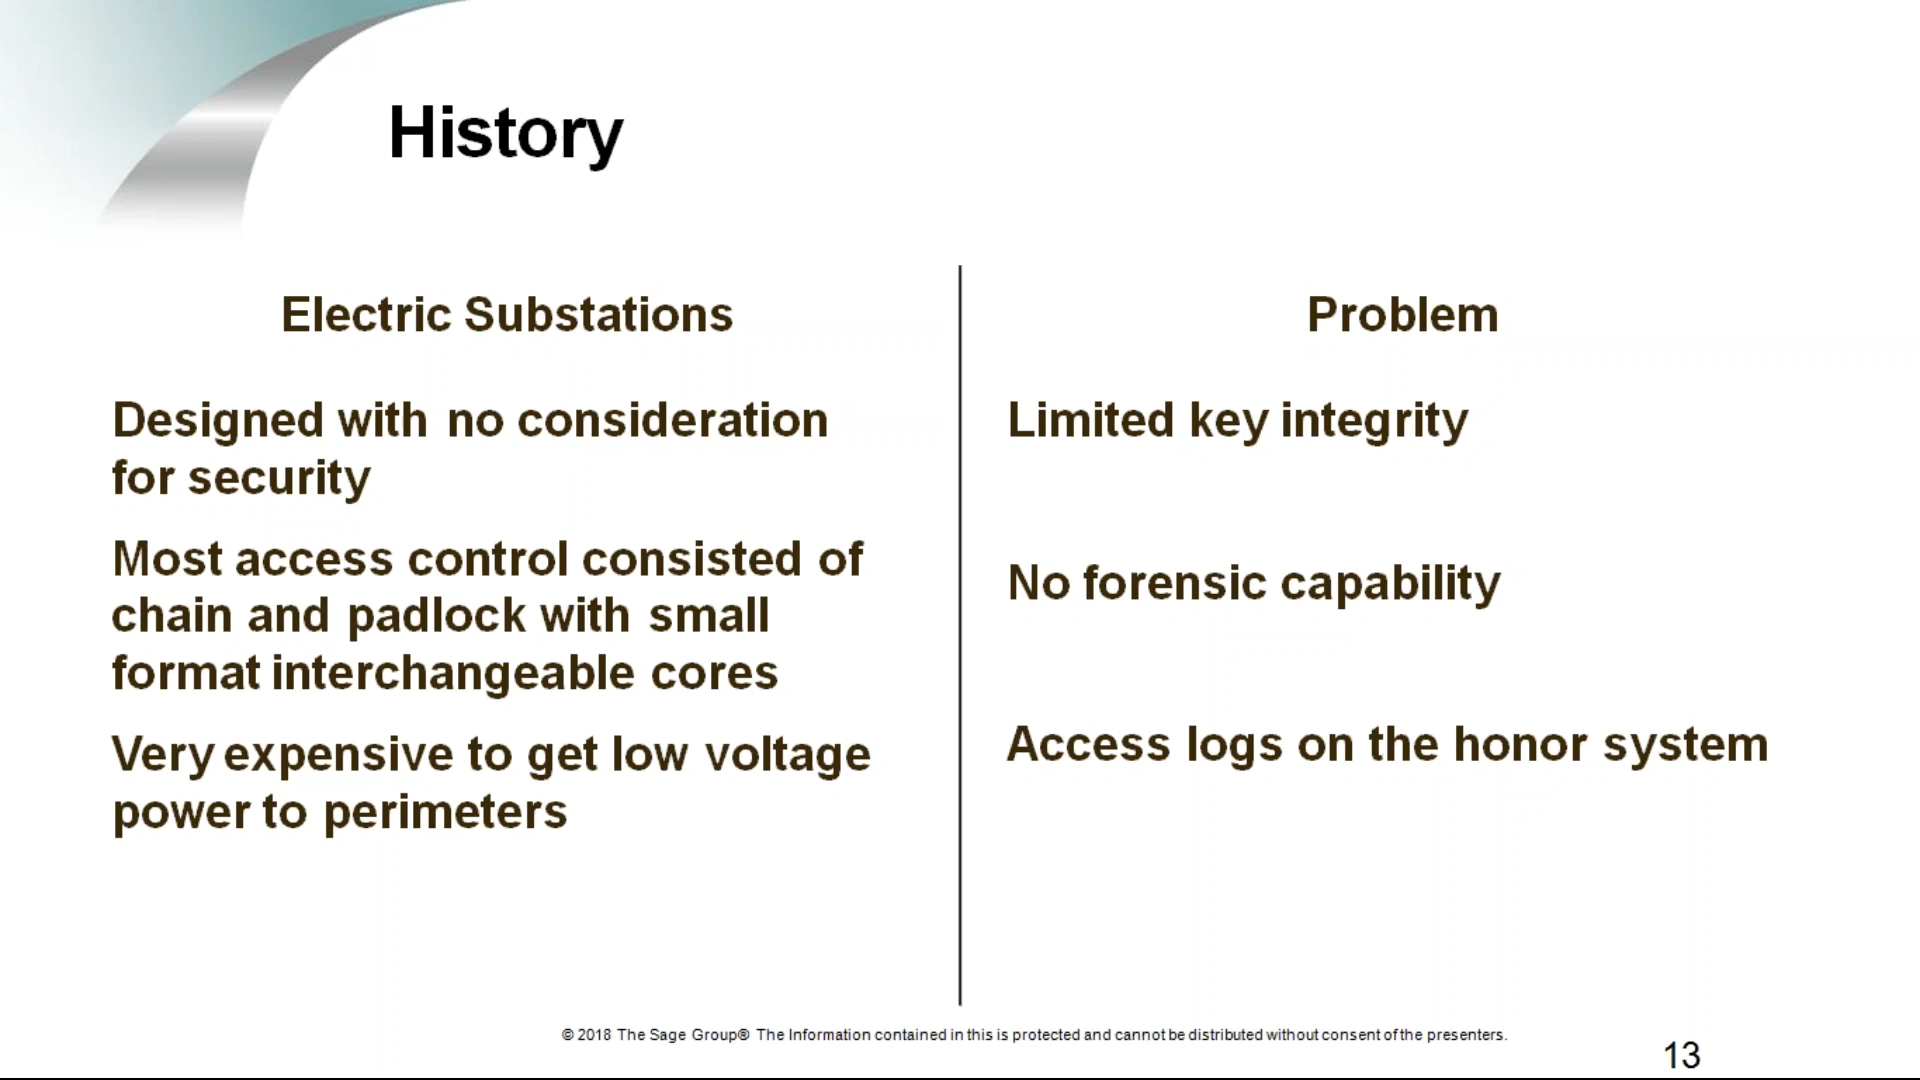 History
Electric Substations
Designed with no consideration
for security
Most access control consisted of
chain and padlock with small
format interchangeable cores
Very expensive to get low voltage
power to perimeters
Problem
Limited key integrity
No forensic capability
Access logs on the honor system
© 2018 The Sage Group® The Information contained in this is protected and cannot be distributed without consent of the presenters.
13